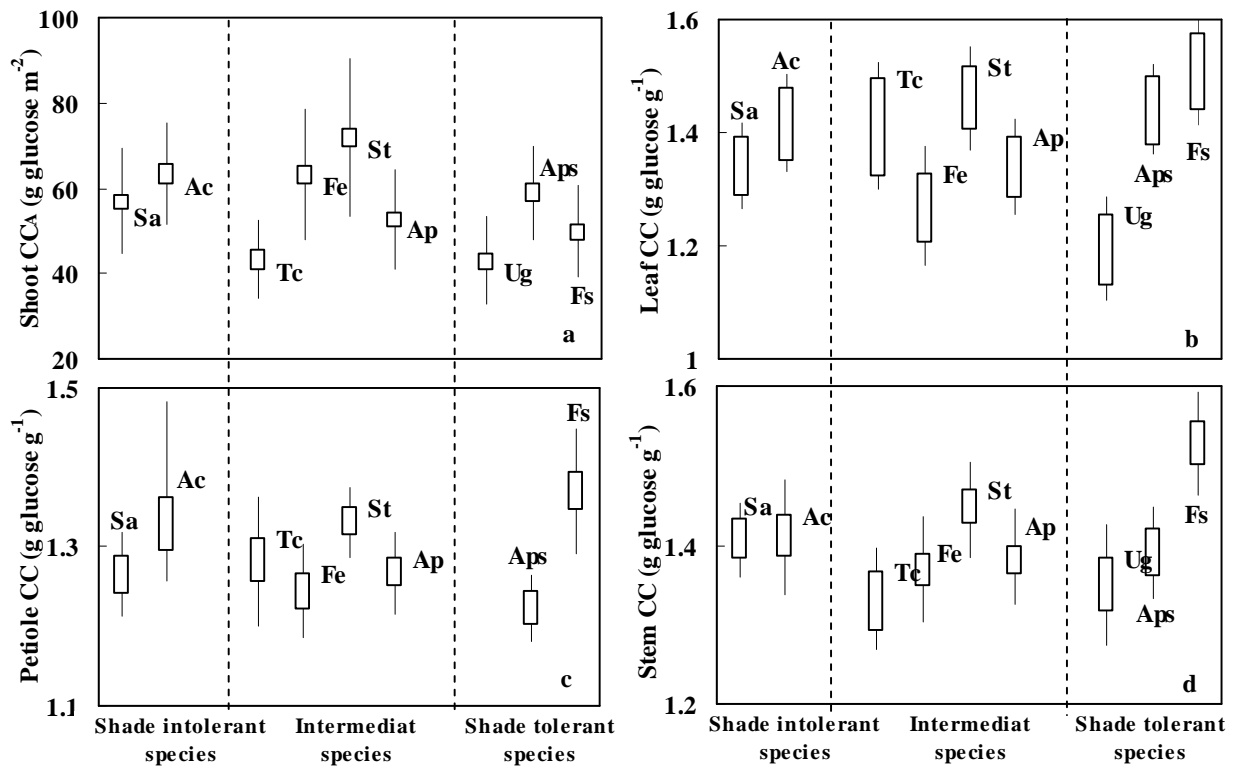 100
80
60
40
20
Shoot CCA (g glucose m-2)
Sa
Ac
Tc
Fe
St
Ap
Ug
Aps
Fs
a
1.6
1.4
1.2
1
Leaf CC (g glucose g-1)
Sa
Ac
Tc
Fe
St
Ap
Ug
Aps
Fs
b
1.5
1.3
1.1
Petiole CC (g glucose g-1)
Sa
Ac
Tc
Fe
St
Ap
Aps
Fs
c
Shade intolerant
species
Intermediat
species
Shade tolerant
species
1.6
1.4
1.2
Stem CC (g glucose g-1)
Sa
Ac
Tc
Fe
St
Ap
Ug
Aps
Fs
d
Shade intolerant
species
Intermediat
species
Shade tolerant
species